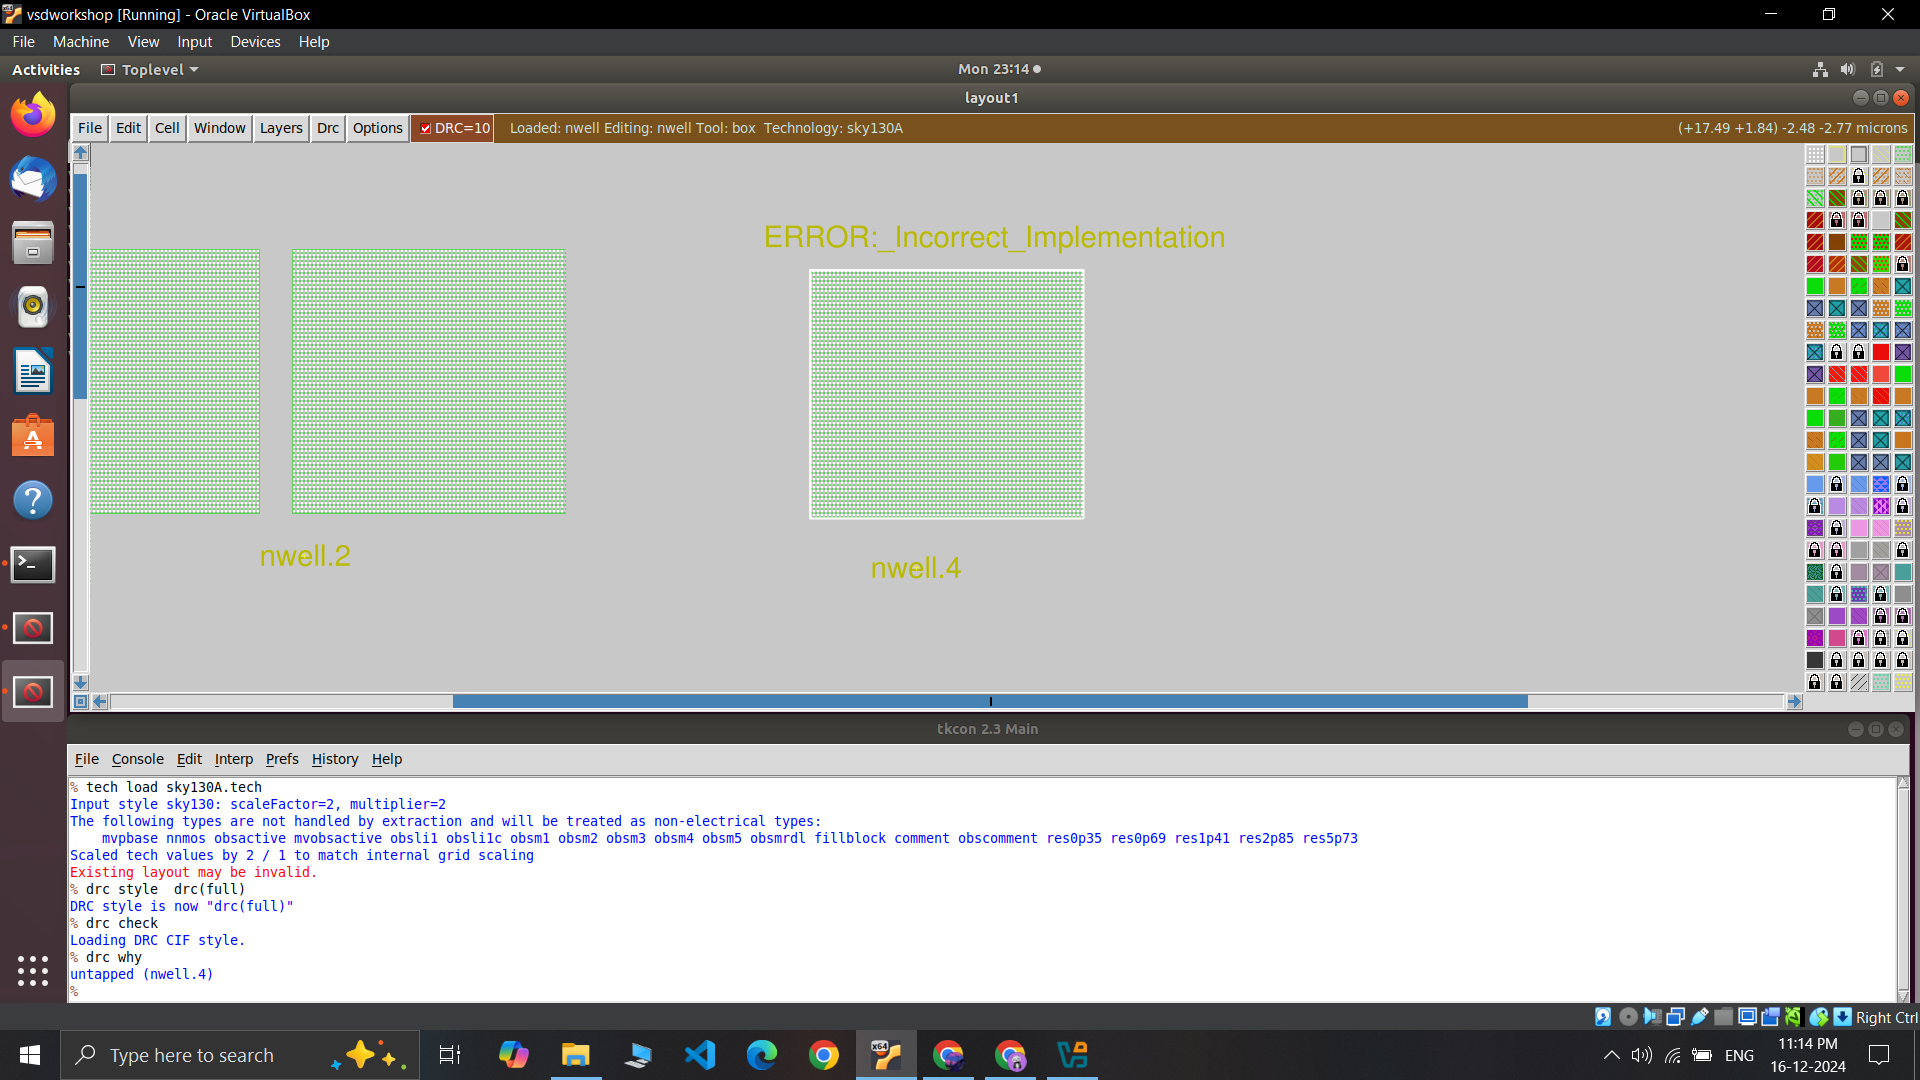 vsdworkshop [Running] - Oracle VirtualBox
File Machine View Input Devices Help
Activities Toplevel Mon 23:14
layout1
File Edit Cell Window Layers Drc Options DRC=10 Loaded: nwell Editing: nwell Tool: box Technology: sky130A (+17.49 +1.84) -2.48 -2.77 microns
ERROR:_Incorrect_Implementation
nwell.2
nwell.4
tkcon 2.3 Main
File Console Edit Interp Prefs History Help
% tech load sky130A.tech
Input style sky130: scaleFactor=2, multiplier=2
The following types are not handled by extraction and will be treated as non-electrical types:
mvpbase nnmos obsactive mvobsactive obsli1 obsli1c obsm1 obsm2 obsm3 obsm4 obsm5 obsmrdl fillblock comment obscomment res0p35 res0p69 res1p41 res2p85 res5p73
Scaled tech values by 2 / 1 to match internal grid scaling
Existing layout may be invalid.
% drc style  drc(full)
DRC style is now "drc(full)"
% drc check
Loading DRC CIF style.
% drc why
untapped (nwell.4)
%
Right Ctrl
Type here to search
x64
ENG
11:14 PM
16-12-2024